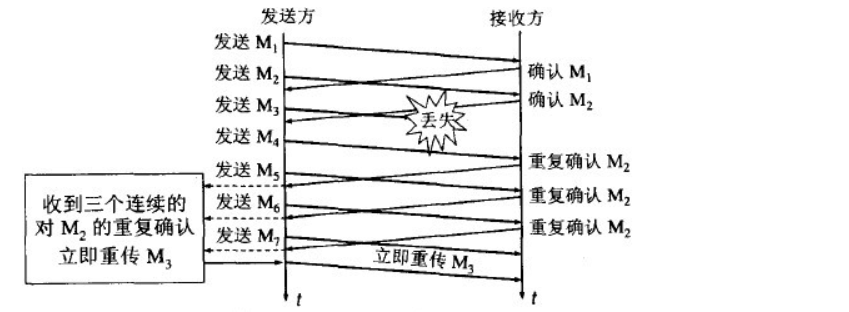 发送方 接收方
发送 M1
发送 M2 确认 M1
发送 M3 丢失 确认 M2
发送 M4
发送 M5 重复确认 M2
发送 M6 重复确认 M2
发送 M7 重复确认 M2
收到三个连续的
对 M2 的重复确认
立即重传 M3
立即重传 M3
t t